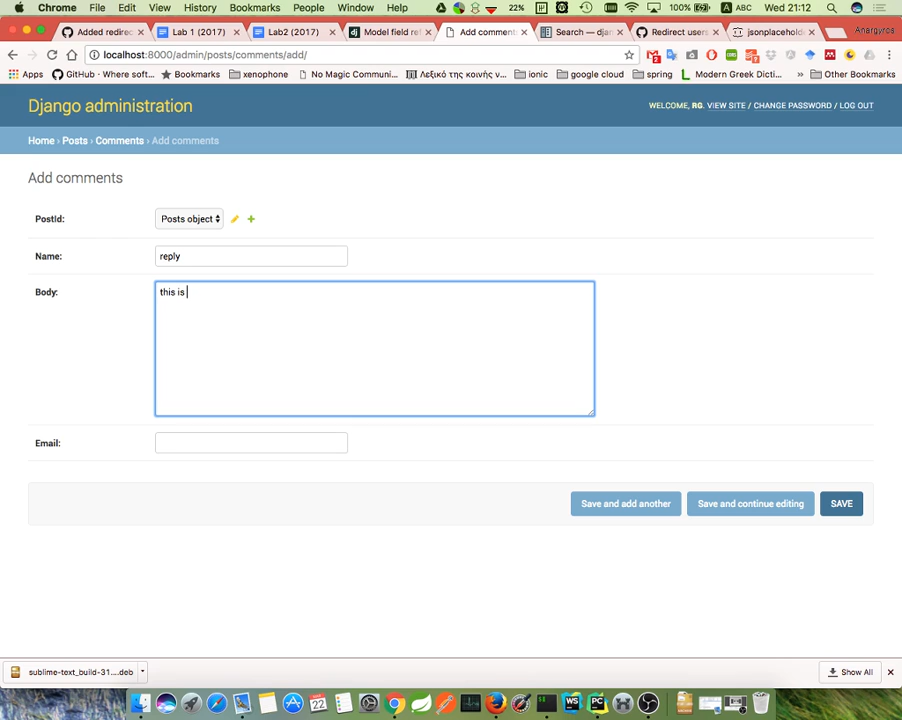 Chrome File Edit View History Bookmarks People Window Help 22% 100% ABC Wed 21:12
Added redirec Lab 1 (2017) Lab2 (2017) Model field re Add comment Search — djan Redirect users jsonplacehold Anargyros
localhost:8000/admin/posts/comments/add/
Apps GitHub - Where soft... Bookmarks xenophone No Magic Communi... Λεξικό της κοινής ν... ionic google cloud spring Modern Greek Dict... » Other Bookmarks
Django administration
WELCOME, RG. VIEW SITE / CHANGE PASSWORD / LOG OUT
Home › Posts › Comments › Add comments
Add comments
PostId: Posts object
Name: reply
Body: this is
Email:
Save and add another Save and continue editing SAVE
sublime-text_build-31....deb Show All
22
WS PC